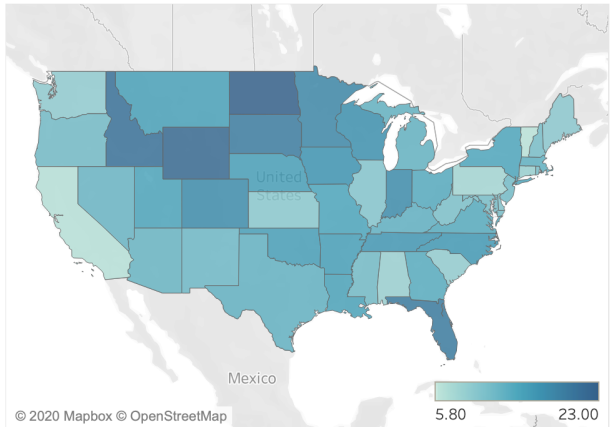 United
States
Mexico
© 2020 Mapbox © OpenStreetMap
5.80
23.00